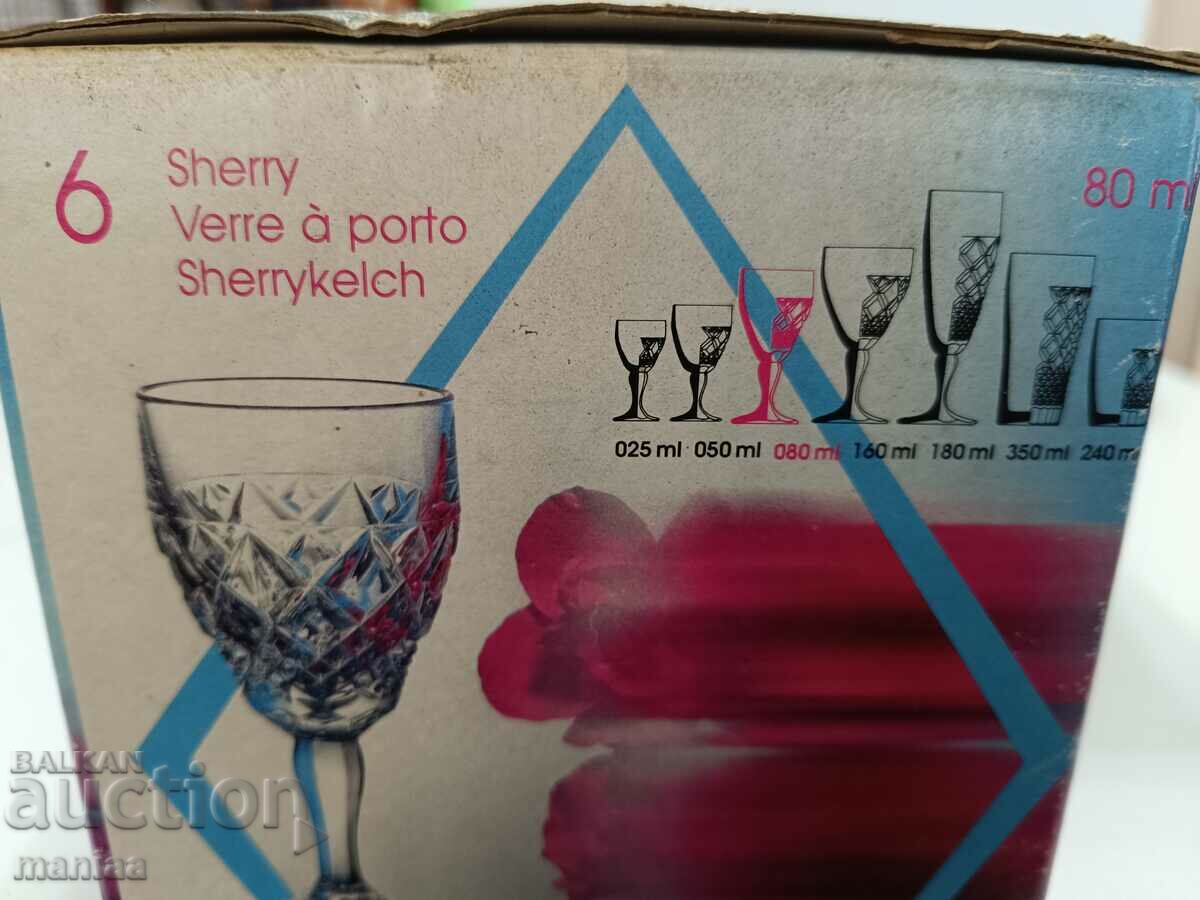 6
Sherry
Verre à porto
Sherrykelch
80 ml
025 ml 050 ml 080 ml 160 ml 180 ml 350 ml 240 m
BALKAN
auction
maniaa